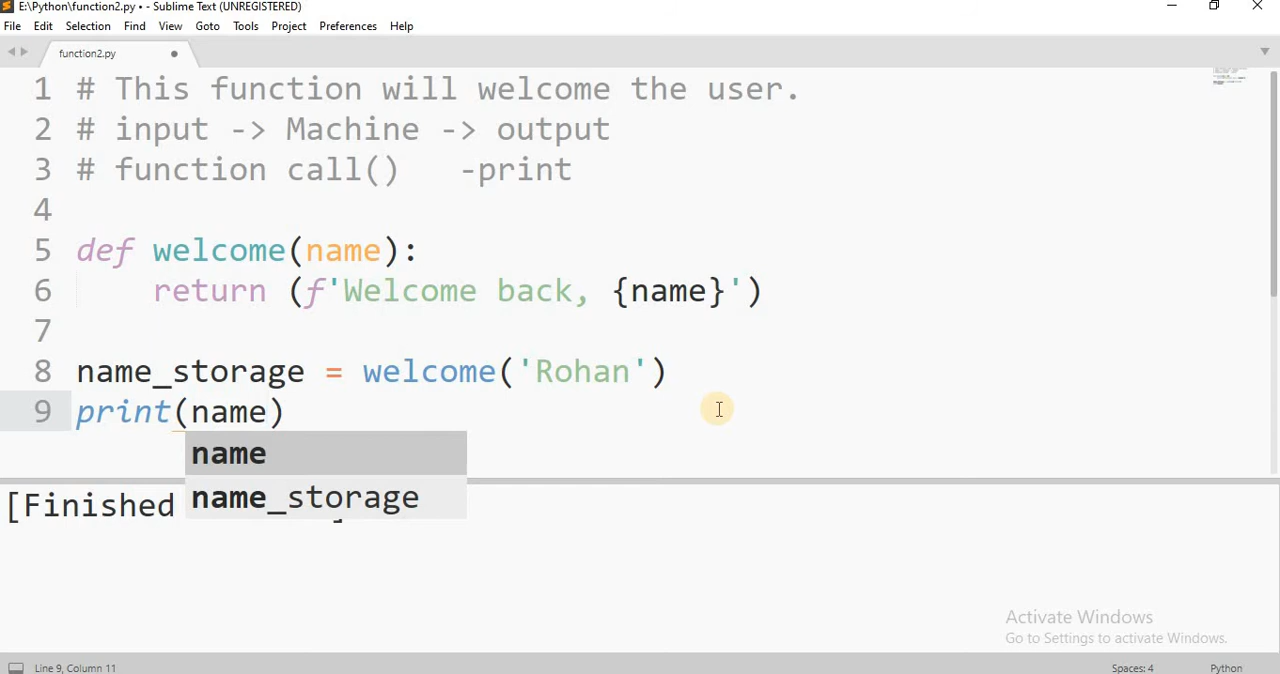 E:\Python\function2.py • - Sublime Text (UNREGISTERED)
File Edit Selection Find View Goto Tools Project Preferences Help
function2.py
1 # This function will welcome the user.
2 # input -> Machine -> output
3 # function call()   -print
4
5 def welcome(name):
6     return (f'Welcome back, {name}')
7
8 name_storage = welcome('Rohan')
9 print(name)
name
name_storage
[Finished ]
Activate Windows
Go to Settings to activate Windows.
Line 9, Column 11 Spaces: 4 Python